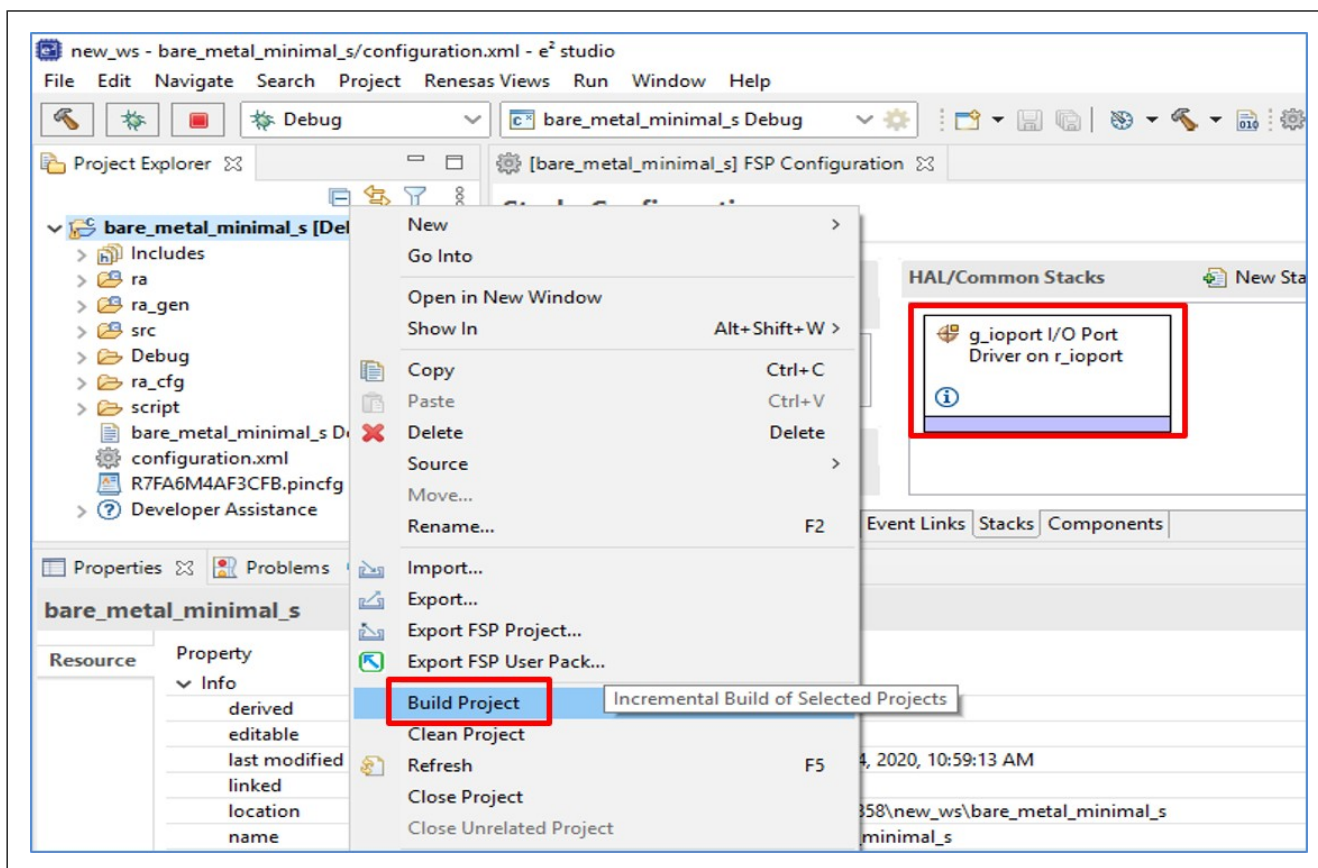 new_ws - bare_metal_minimal_s/configuration.xml - e² studio
File Edit Navigate Search Project Renesas Views Run Window Help
Debug
bare_metal_minimal_s Debug
010
Project Explorer
[bare_metal_minimal_s] FSP Configuration
bare_metal_minimal_s [Del
Includes
ra
ra_gen
src
Debug
ra_cfg
script
bare_metal_minimal_s De
configuration.xml
R7FA6M4AF3CFB.pincfg
Developer Assistance
New
Go Into
Open in New Window
Show In Alt+Shift+W >
Copy Ctrl+C
Paste Ctrl+V
Delete Delete
Source
Move...
Rename... F2
Import...
Export...
Export FSP Project...
Export FSP User Pack...
Build Project
Incremental Build of Selected Projects
Clean Project
Refresh F5
Close Project
Close Unrelated Project
HAL/Common Stacks
New Sta
g_ioport I/O Port
Driver on r_ioport
Event Links Stacks Components
Properties Problems
bare_metal_minimal_s
Resource
Property
Info
derived
editable
last modified 4, 2020, 10:59:13 AM
linked
location 358\new_ws\bare_metal_minimal_s
name minimal_s